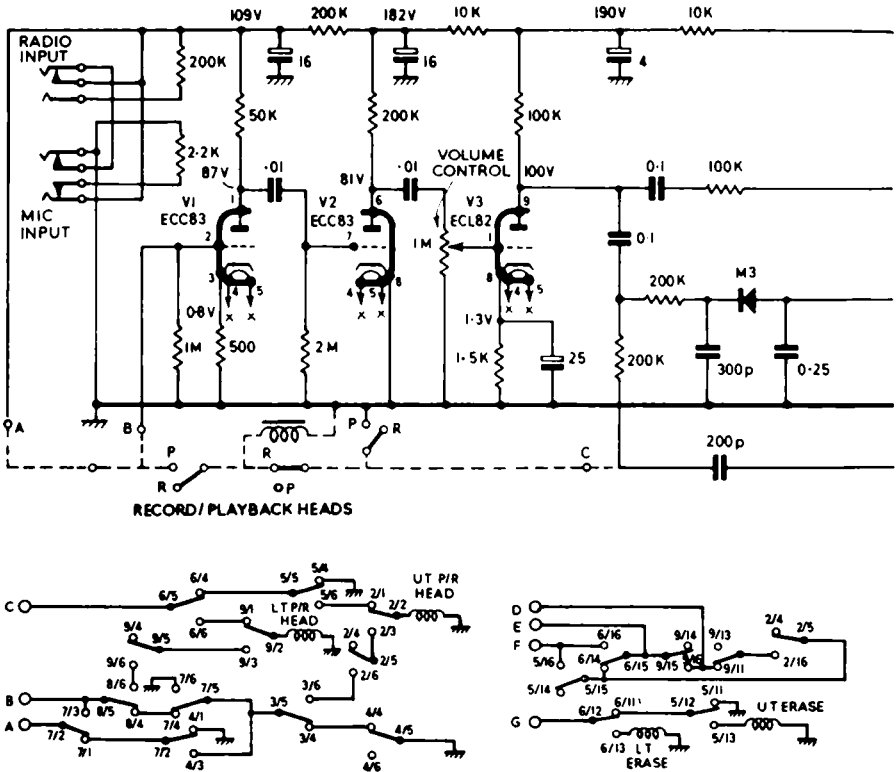 109V 200K 182V 10K 190V 10K
RADIO INPUT
200K
16
16
4
MIC INPUT
2.2K
50K
200K
100K
87V
·01
81V
·01
VOLUME CONTROL
100V
0·1
100K
V1 ECC83
1
2
3
4
5
x
x
V2 ECC83
6
7
4
5
8
x
x
1M
V3 ECL82
9
1
8
4
5
x
x
0·1
200K
M3
0·8V
1M
500
2M
1·3V
1·5K
25
200K
300p
0·25
A
B
P
R
R
P
P
R
C
200p
RECORD/PLAYBACK HEADS
C
6/5
6/4
5/5
5/4
5/6
2/1
2/2
UT P/R HEAD
6/6
9/1
LT P/R HEAD
9/2
9/3
9/4
9/5
2/3
2/4
2/5
2/6
9/6
8/6
7/6
3/6
B
7/3
8/5
8/4
7/4
7/5
3/5
3/4
A
7/2
7/1
7/2
4/1
4/3
4/4
4/5
4/6
D
E
F
5/16
6/16
6/14
6/15
9/15
9/14
9/13
9/11
2/4
2/5
2/16
5/14
5/15
G
6/12
6/11
5/12
5/11
UT ERASE
6/13
LT ERASE
5/13